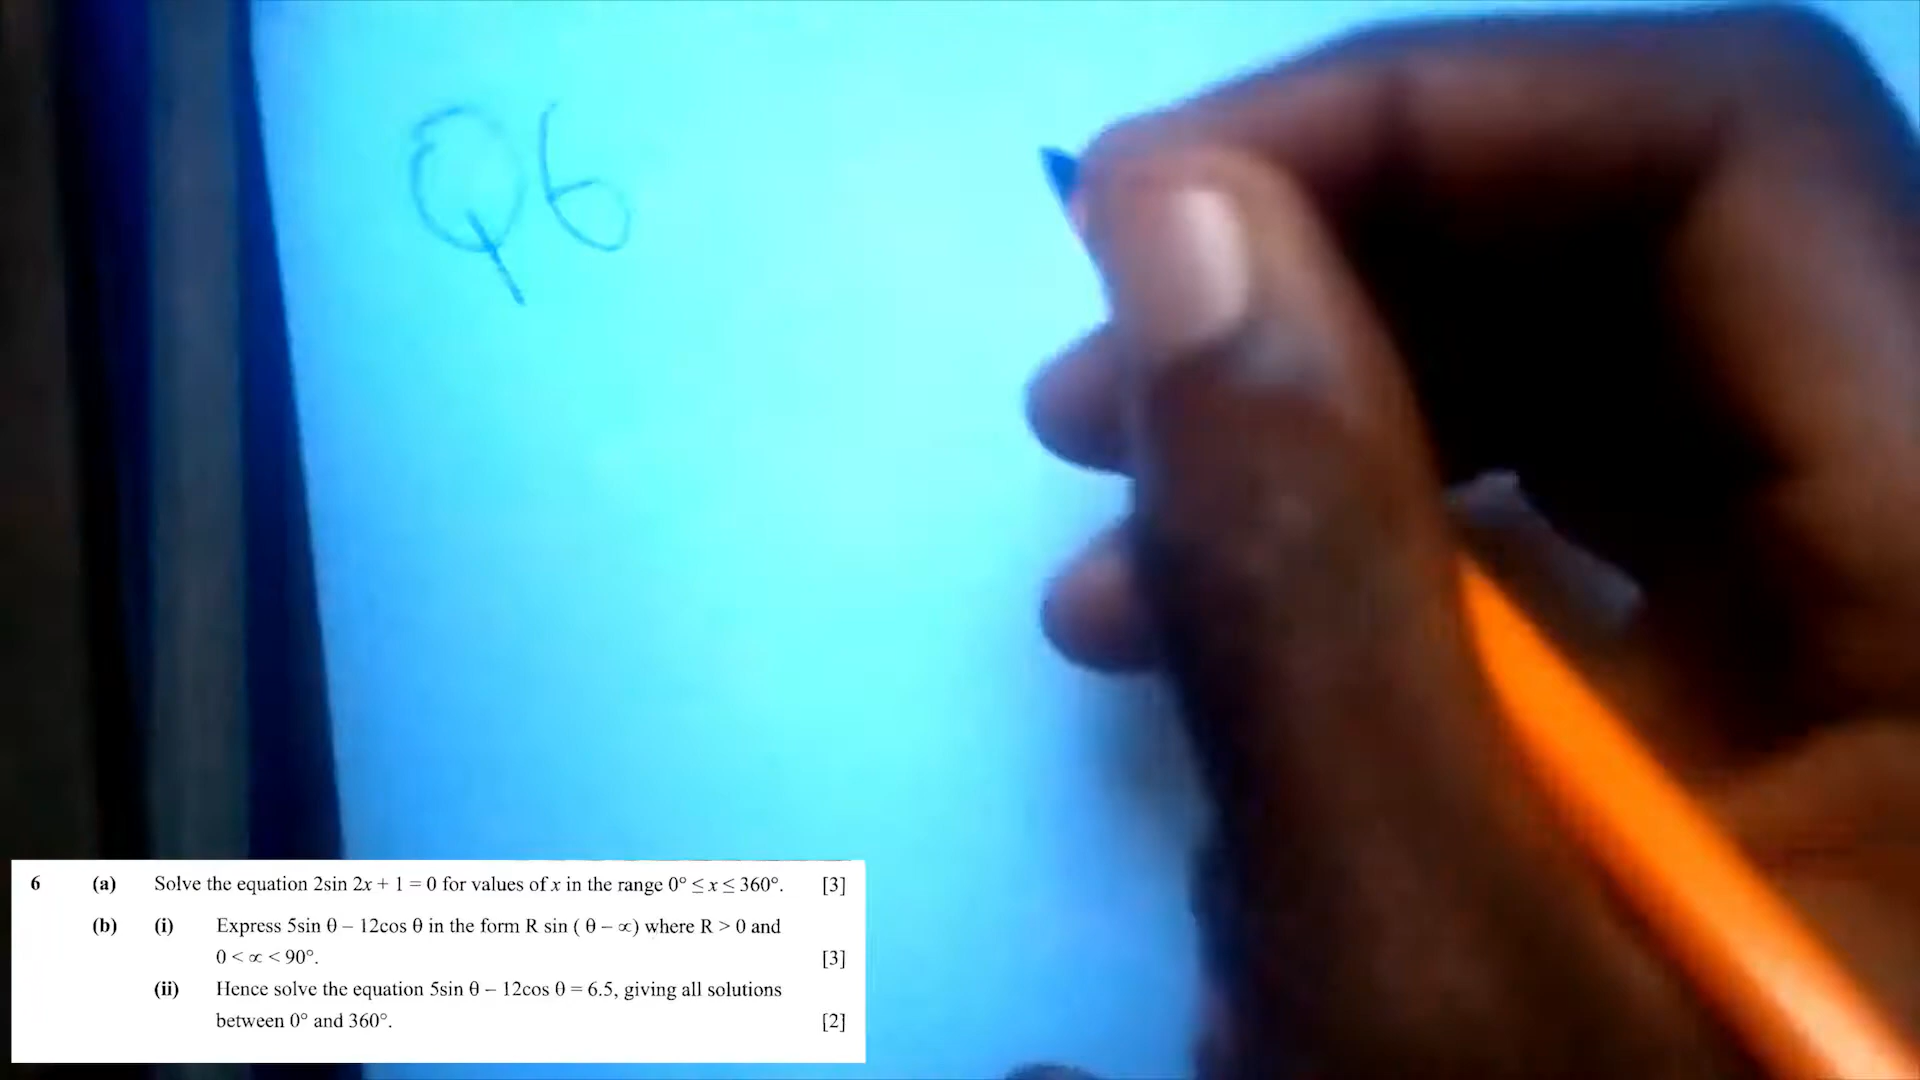 Q6
6 (a) Solve the equation 2sin 2x + 1 = 0 for values of x in the range 0° ≤ x ≤ 360°. [3]
(b) (i) Express 5sin θ – 12cos θ in the form R sin ( θ – ∝) where R > 0 and
0 < ∝ < 90°. [3]
(ii) Hence solve the equation 5sin θ – 12cos θ = 6.5, giving all solutions
between 0° and 360°. [2]